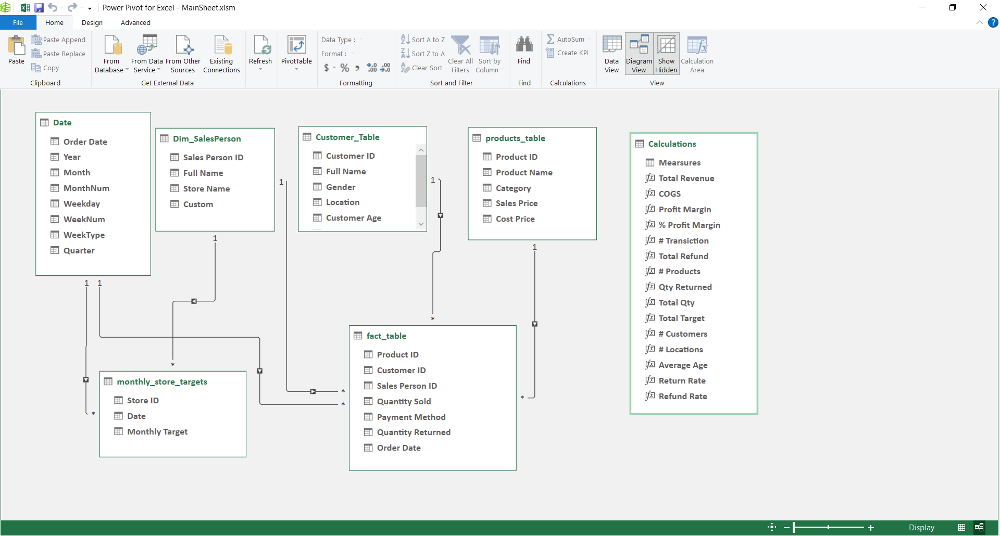 Power Pivot for Excel - MainSheet.xlsm
File Home Design Advanced
Paste
Paste Append
Paste Replace
Copy
Clipboard
From Database
From Data Service
From Other Sources
Existing Connections
Get External Data
Refresh
PivotTable
Data Type :
Format :
$ % , .00 .00
Formatting
Sort A to Z
Sort Z to A
Clear Sort
Clear All Filters
Sort by Column
Sort and Filter
Find
Find
AutoSum
Create KPI
Calculations
Data View
Diagram View
Show Hidden
Calculation Area
View
Date
Order Date
Year
Month
MonthNum
Weekday
WeekNum
WeekType
Quarter
1 1
Dim_SalesPerson
Sales Person ID
Full Name
Store Name
Custom
1
1
Customer_Table
Customer ID
Full Name
Gender
Location
Customer Age
1
products_table
Product ID
Product Name
Category
Sales Price
Cost Price
1
Calculations
Mearsures
Total Revenue
COGS
Profit Margin
% Profit Margin
# Transiction
Total Refund
# Products
Qty Returned
Total Qty
Total Target
# Customers
# Locations
Average Age
Return Rate
Refund Rate
*
*
monthly_store_targets
Store ID
Date
Monthly Target
*
*
*
*
fact_table
Product ID
Customer ID
Sales Person ID
Quantity Sold
Payment Method
Quantity Returned
Order Date
Display